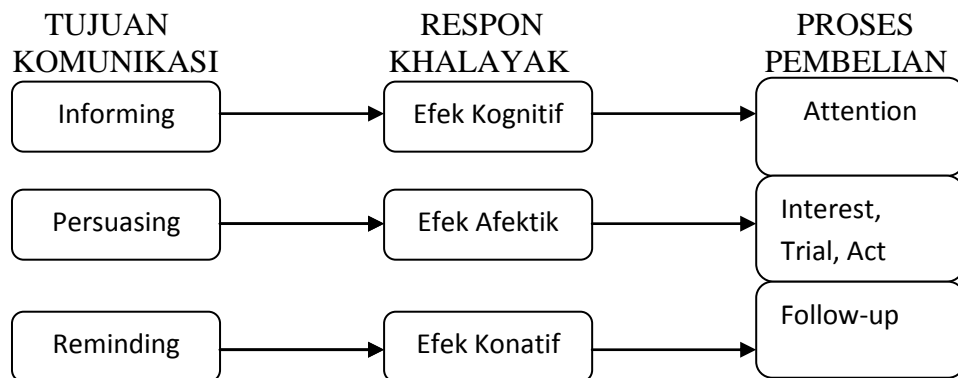 TUJUAN
KOMUNIKASI
RESPON
KHALAYAK
PROSES
PEMBELIAN
Informing
Efek Kognitif
Attention
Persuasing
Efek Afektik
Interest,
Trial, Act
Reminding
Efek Konatif
Follow-up